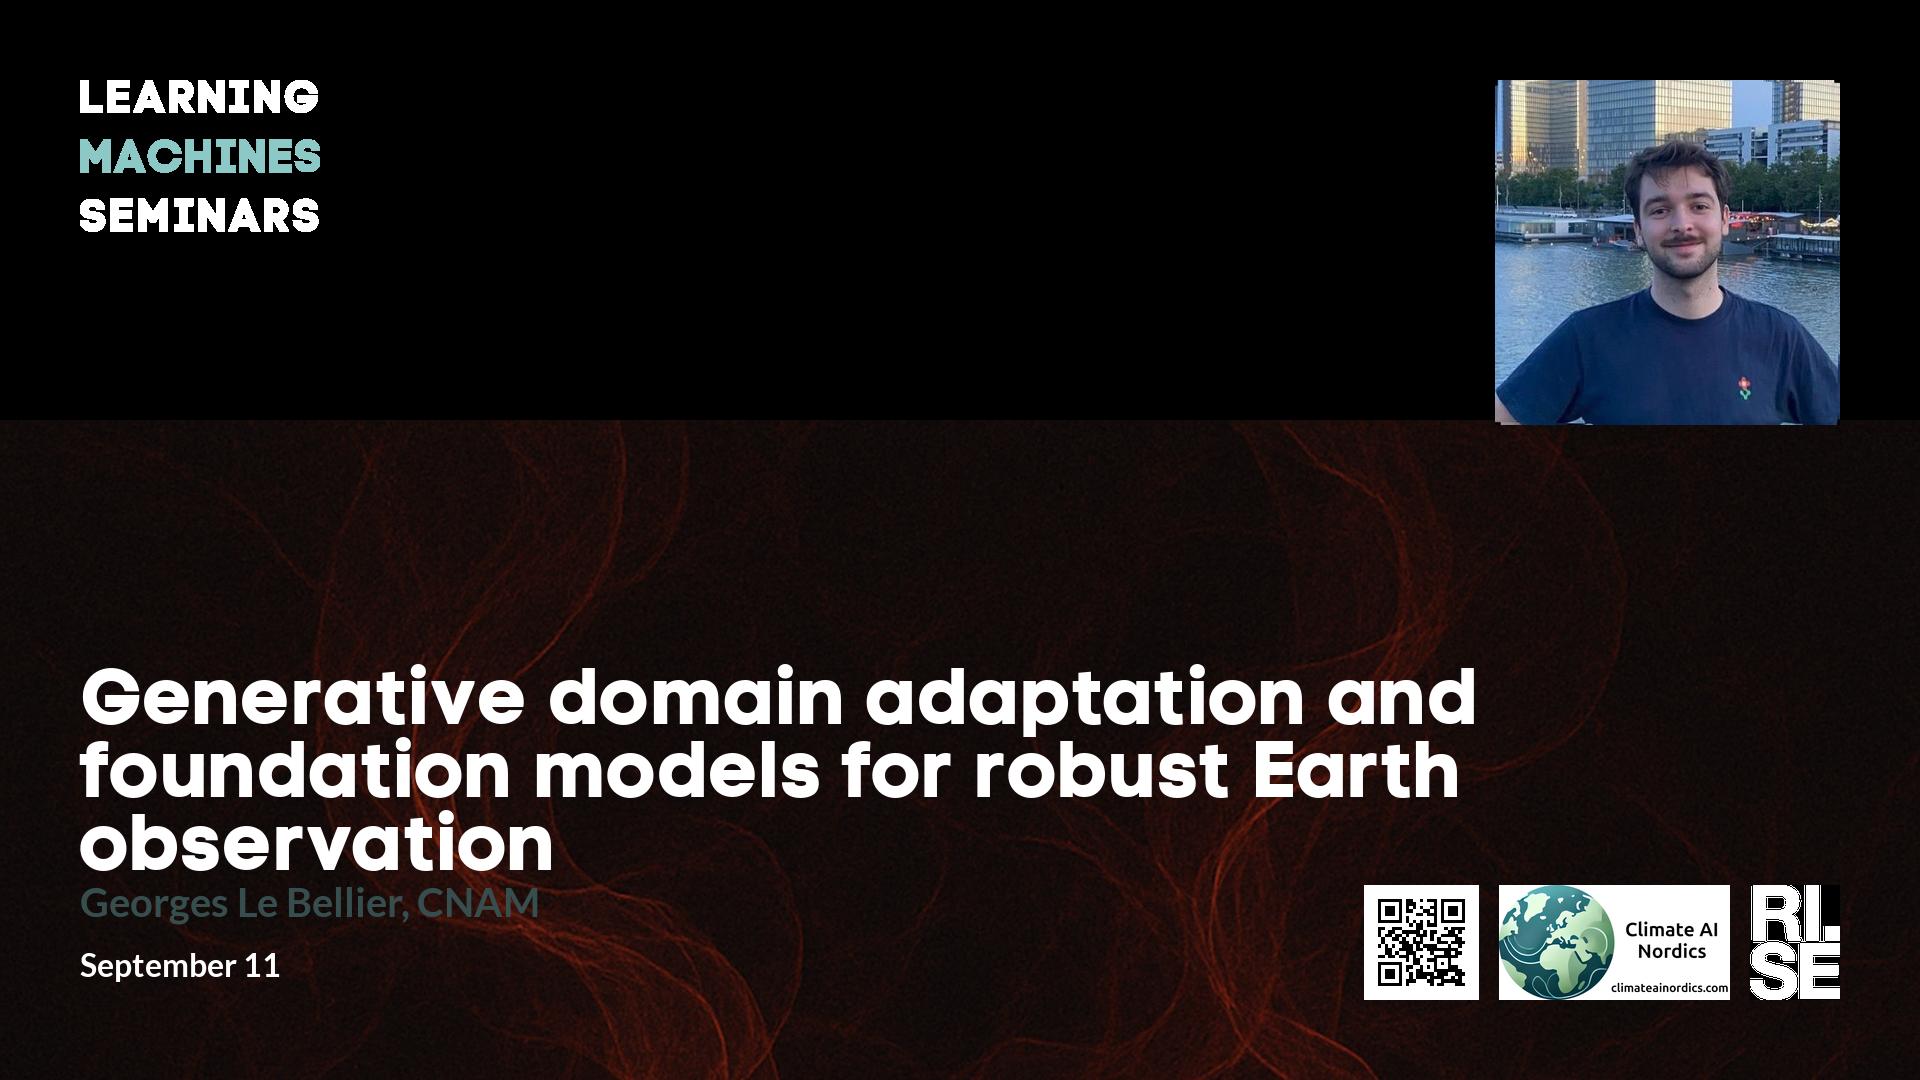 LEARNING
MACHINES
SEMINARS
Generative domain adaptation and
foundation models for robust Earth
observation
Georges Le Bellier, CNAM
September 11
Climate AI
Nordics
climateainordics.com
RI.
SE